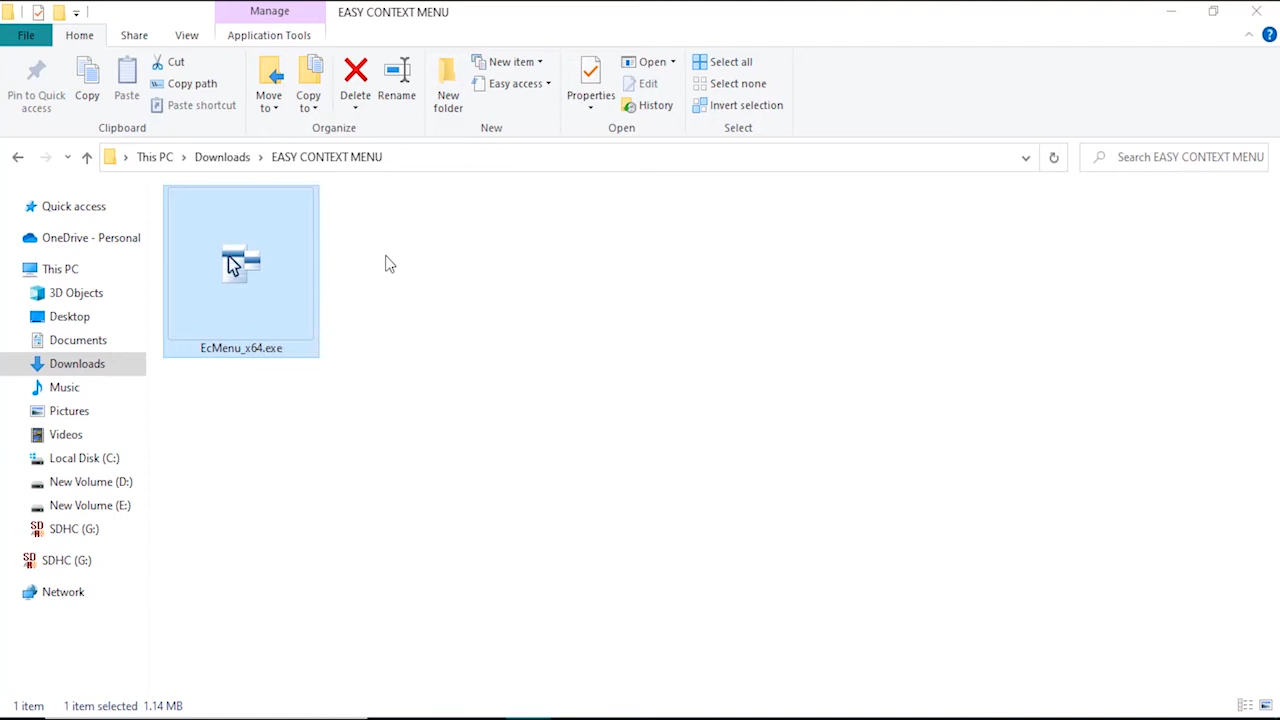 Manage EASY CONTEXT MENU
File Home Share View Application Tools
Pin to Quick access
Copy
Paste
Cut
Copy path
Paste shortcut
Clipboard
Move to
Copy to
Delete
Rename
Organize
New folder
New item
Easy access
New
Properties
Open
Edit
History
Open
Select all
Select none
Invert selection
Select
This PC > Downloads > EASY CONTEXT MENU
Search EASY CONTEXT MENU
Quick access
OneDrive - Personal
This PC
3D Objects
Desktop
Documents
Downloads
Music
Pictures
Videos
Local Disk (C:)
New Volume (D:)
New Volume (E:)
SDHC (G:)
SDHC (G:)
Network
EcMenu_x64.exe
1 item 1 item selected 1.14 MB